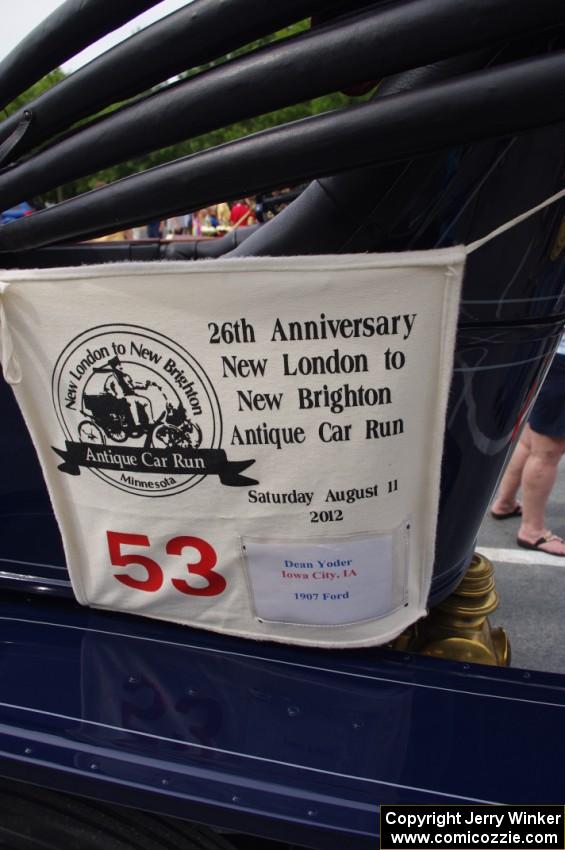 26th Anniversary
New London to
New Brighton
Antique Car Run
Saturday August 11
2012
New London to New Brighton
Antique Car Run
Minnesota
53
Dean Yoder
Iowa City, IA
1907 Ford
Copyright Jerry Winker
www.comicozzie.com